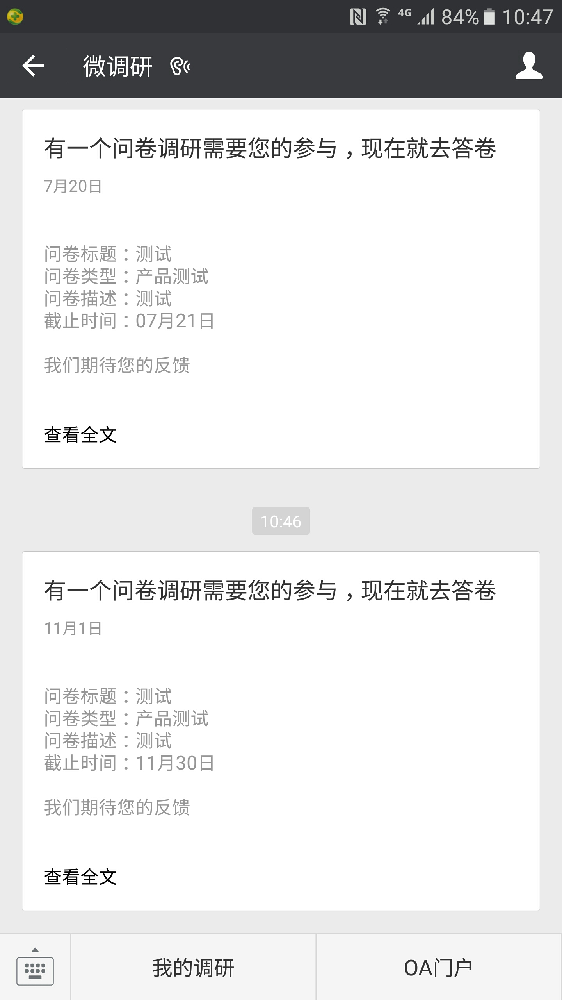 4G 84% 10:47
微调研
有一个问卷调研需要您的参与，现在就去答卷
7月20日
问卷标题：测试
问卷类型：产品测试
问卷描述：测试
截止时间：07月21日
我们期待您的反馈
查看全文
10:46
有一个问卷调研需要您的参与，现在就去答卷
11月1日
问卷标题：测试
问卷类型：产品测试
问卷描述：测试
截止时间：11月30日
我们期待您的反馈
查看全文
我的调研 OA门户